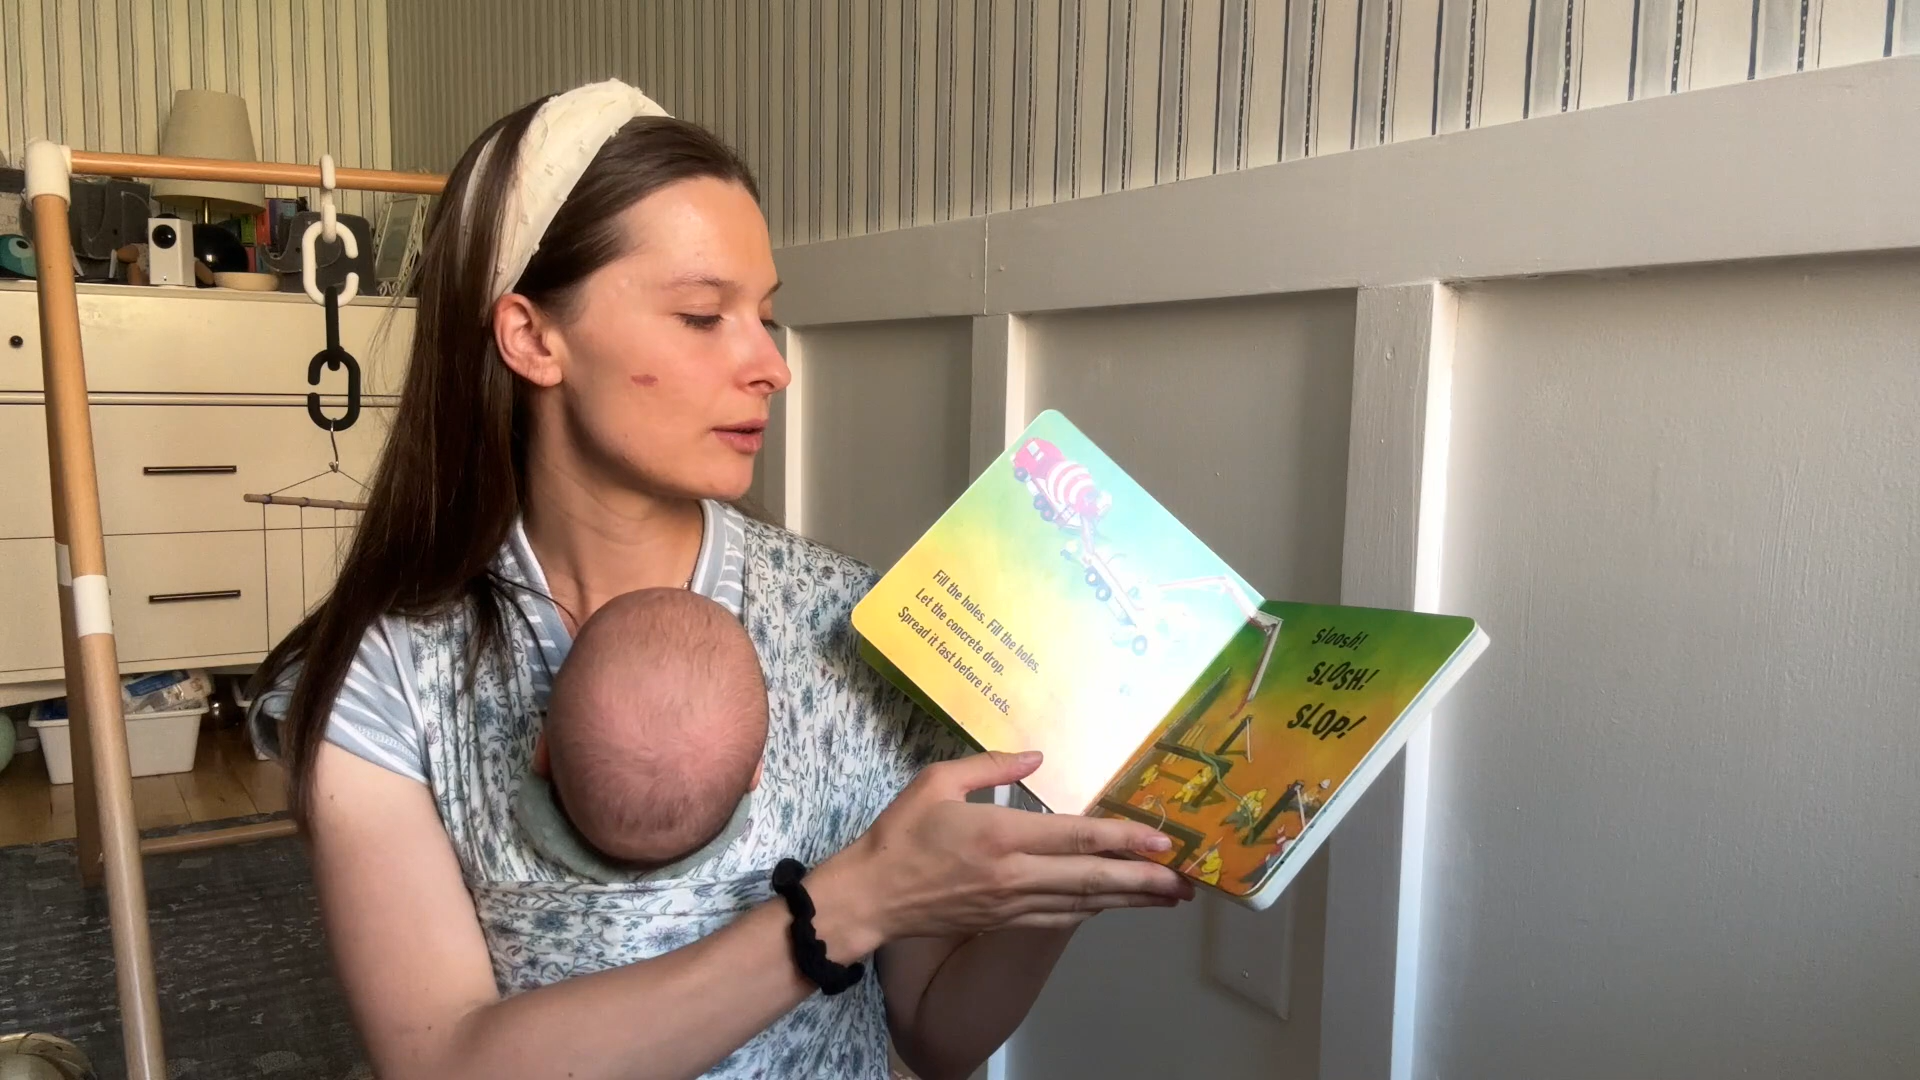 Fill the holes. Fill the holes.
Let the concrete drop.
Spread it fast before it sets.
Sloosh!
SLOSH!
SLOP!